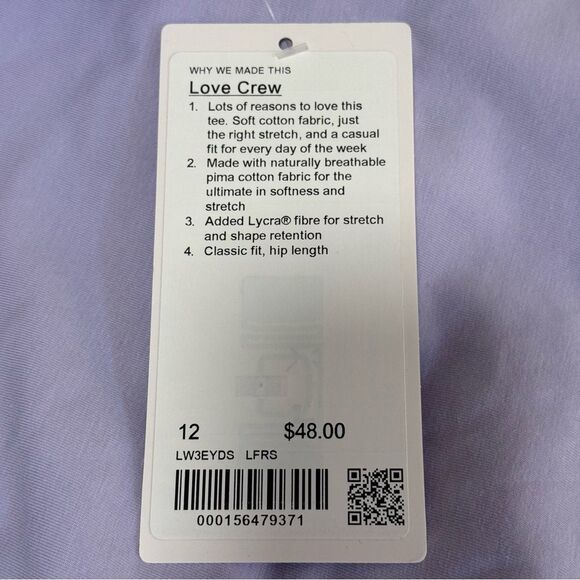 WHY WE MADE THIS
Love Crew
1. Lots of reasons to love this
tee. Soft cotton fabric, just
the right stretch, and a casual
fit for every day of the week
2. Made with naturally breathable
pima cotton fabric for the
ultimate in softness and
stretch
3. Added Lycra® fibre for stretch
and shape retention
4. Classic fit, hip length
12 $48.00
LW3EYDS LFRS
000156479371